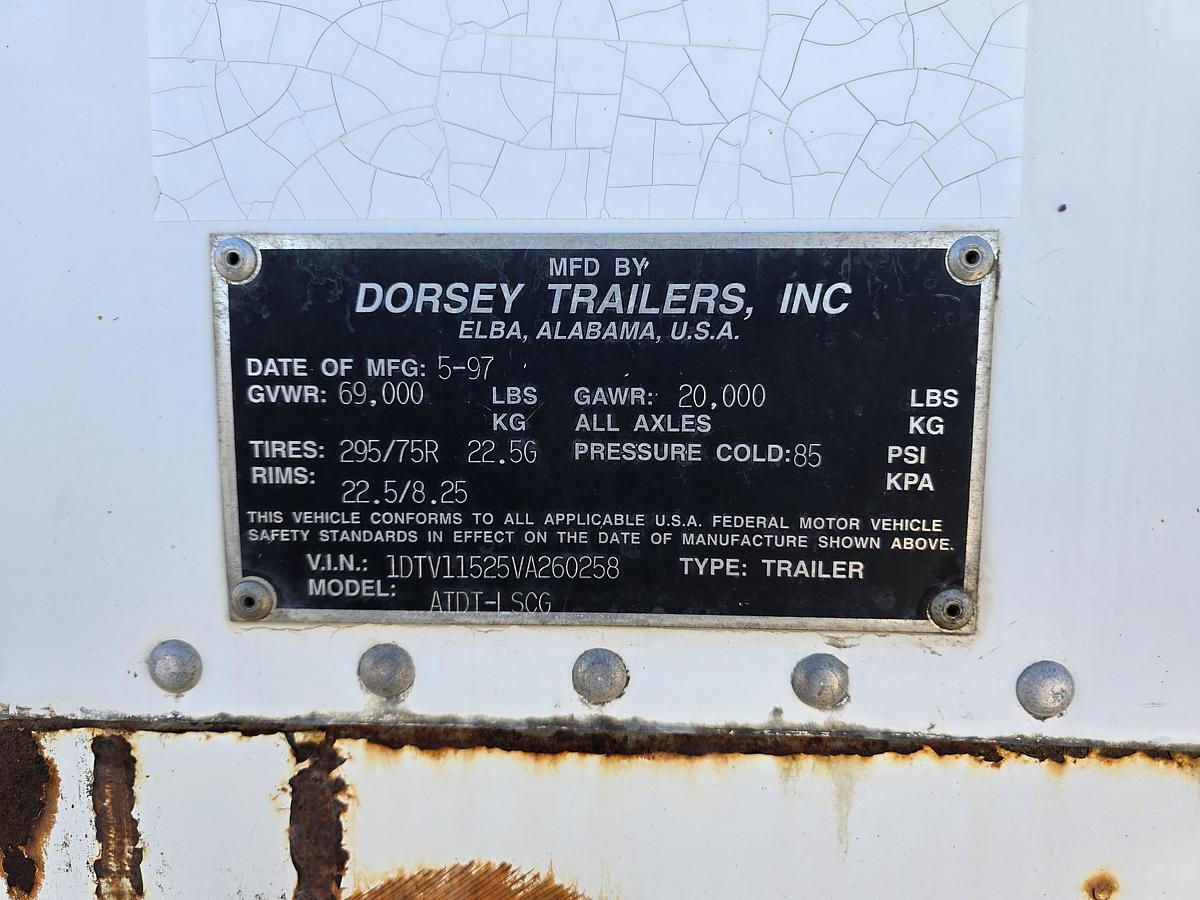 MFD BY
DORSEY TRAILERS, INC
ELBA, ALABAMA, U.S.A.
DATE OF MFG: 5-97
GVWR: 69,000 LBS GAWR: 20,000 LBS
KG ALL AXLES KG
TIRES: 295/75R 22.5G PRESSURE COLD:85 PSI
RIMS: 22.5/8.25 KPA
THIS VEHICLE CONFORMS TO ALL APPLICABLE U.S.A. FEDERAL MOTOR VEHICLE
SAFETY STANDARDS IN EFFECT ON THE DATE OF MANUFACTURE SHOWN ABOVE.
V.I.N.: 1DTV11525VA260258 TYPE: TRAILER
MODEL: ATDT-LSCG